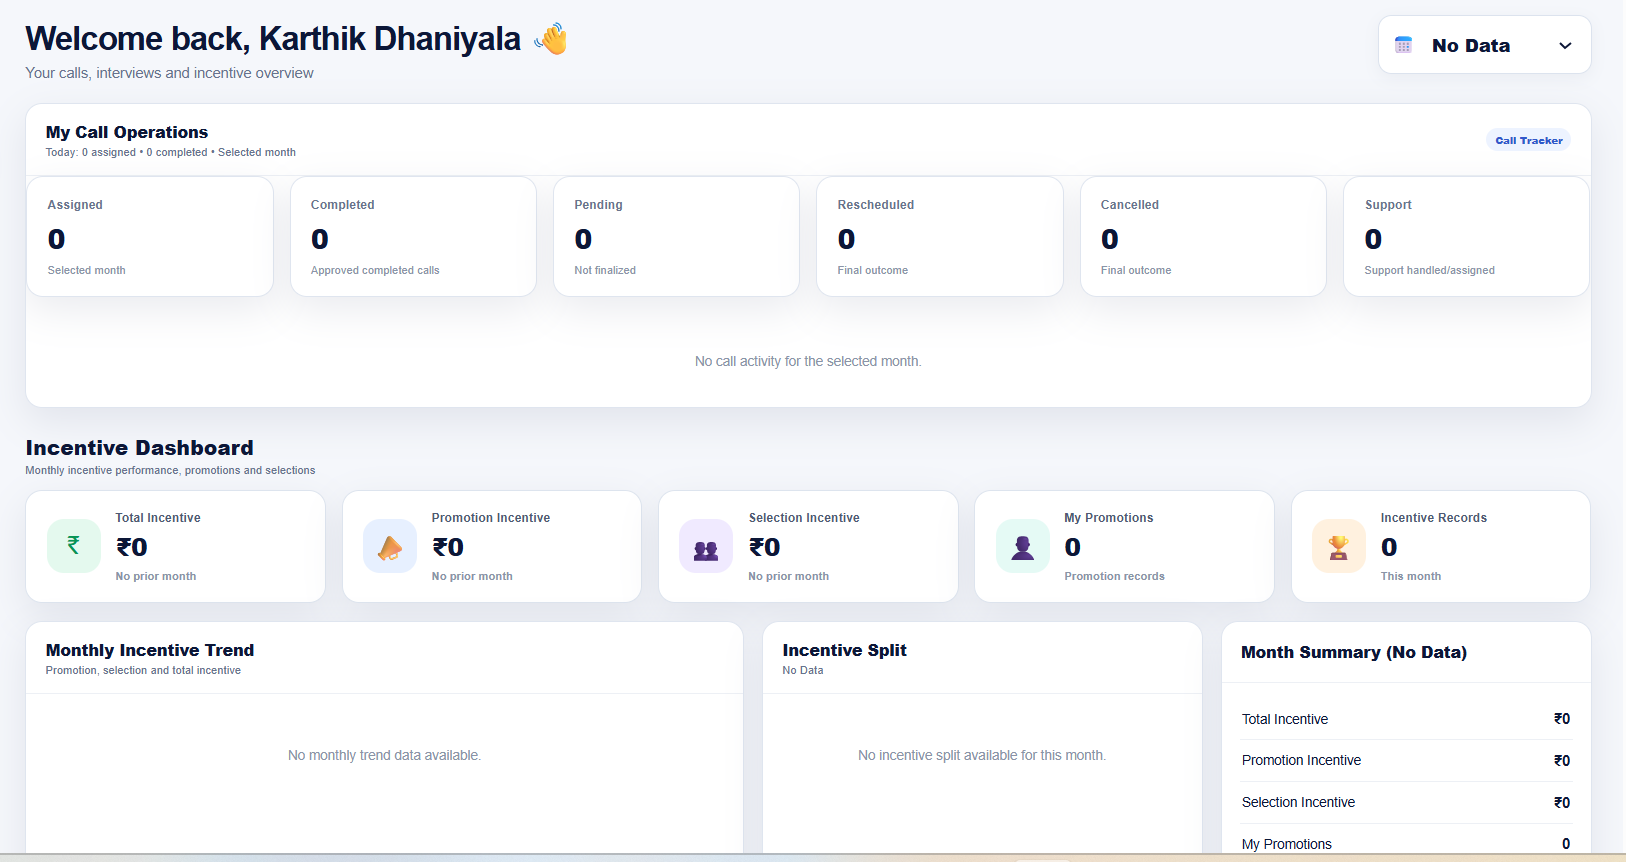 Welcome back, Karthik Dhaniyala 👋
Your calls, interviews and incentive overview
No Data
My Call Operations
Today: 0 assigned • 0 completed • Selected month
Call Tracker
Assigned
0
Selected month
Completed
0
Approved completed calls
Pending
0
Not finalized
Rescheduled
0
Final outcome
Cancelled
0
Final outcome
Support
0
Support handled/assigned
No call activity for the selected month.
Incentive Dashboard
Monthly incentive performance, promotions and selections
₹
Total Incentive
₹0
No prior month
Promotion Incentive
₹0
No prior month
Selection Incentive
₹0
No prior month
My Promotions
0
Promotion records
Incentive Records
0
This month
Monthly Incentive Trend
Promotion, selection and total incentive
No monthly trend data available.
Incentive Split
No Data
No incentive split available for this month.
Month Summary (No Data)
Total Incentive ₹0
Promotion Incentive ₹0
Selection Incentive ₹0
My Promotions 0